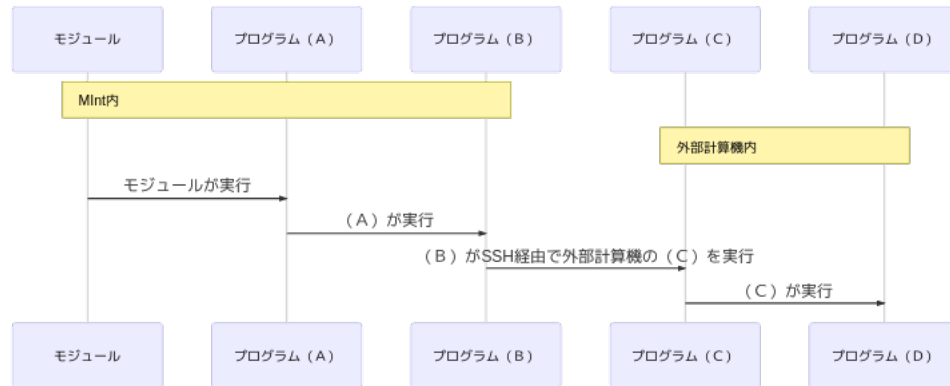 モジュール
プログラム（A）
プログラム（B）
プログラム（C）
プログラム（D）
MInt内
外部計算機内
モジュールが実行
（A）が実行
（B）がSSH経由で外部計算機の（C）を実行
（C）が実行
モジュール
プログラム（A）
プログラム（B）
プログラム（C）
プログラム（D）